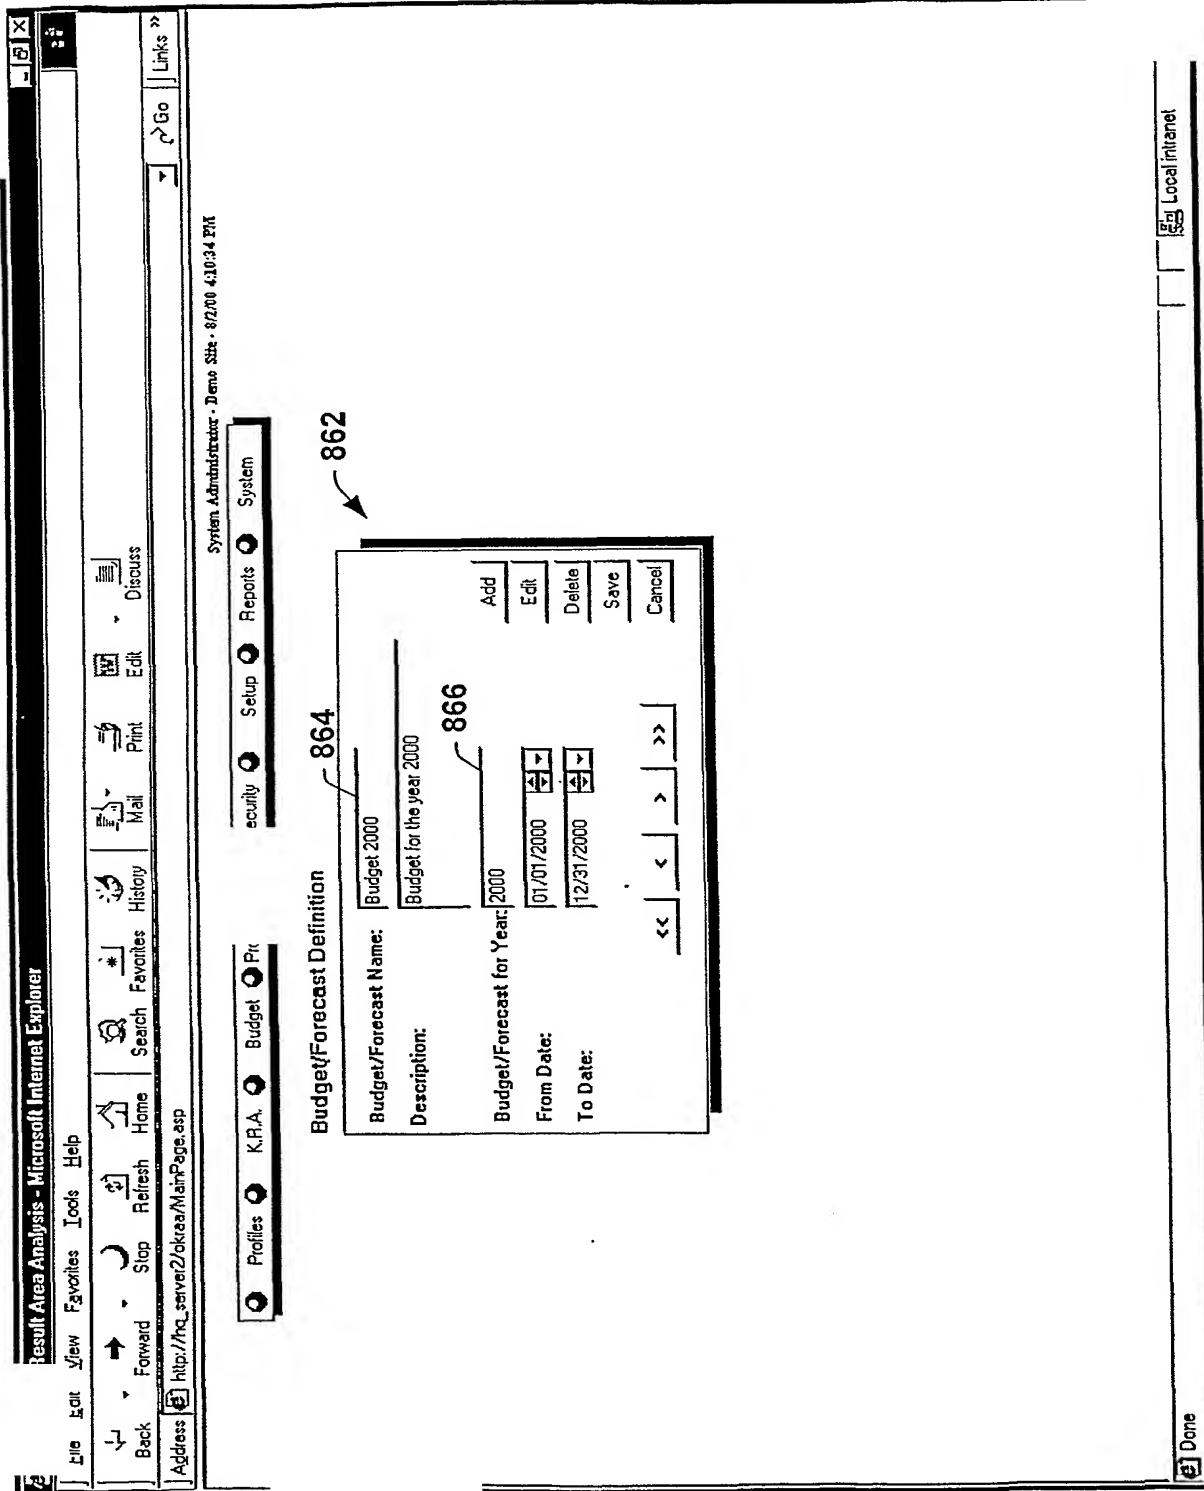 Result Area Analysis - Microsoft Internet Explorer
File Edit View Favorites Tools Help
Back Forward Stop Refresh Home Search Favorites History Mail Print Edit Discuss
Address http://hq_server2/okraa/MainPage.asp Go Links »
System Administrator - Demo Site - 8/2/00 4:10:34 PM
Profiles K.R.A. Budget Pro ecurity Setup Reports System
862
Budget/Forecast Definition
864
Budget/Forecast Name: Budget 2000
Description: Budget for the year 2000
866
Budget/Forecast for Year: 2000
From Date: 01/01/2000
To Date: 12/31/2000
Add
Edit
Delete
Save
Cancel
<< < > >>
Done Local intranet